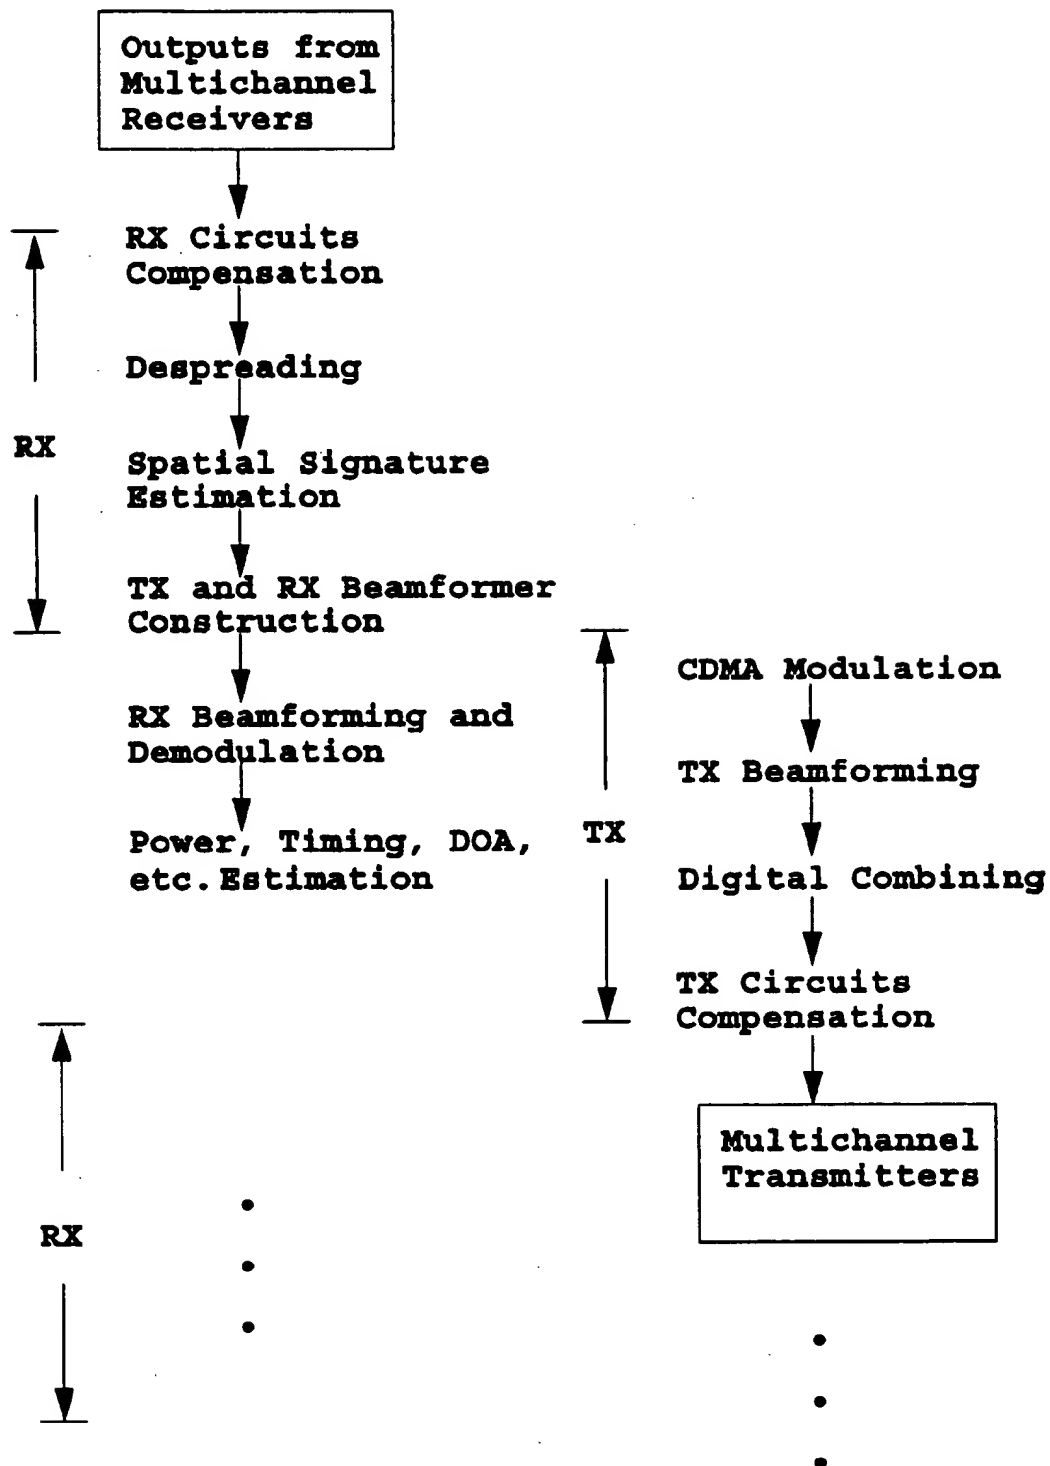 Outputs from
Multichannel
Receivers
RX Circuits
Compensation
Despreading
RX
Spatial Signature
Estimation
TX and RX Beamformer
Construction
RX Beamforming and
Demodulation
Power, Timing, DOA,
etc. Estimation
TX
CDMA Modulation
TX Beamforming
Digital Combining
TX Circuits
Compensation
Multichannel
Transmitters
RX